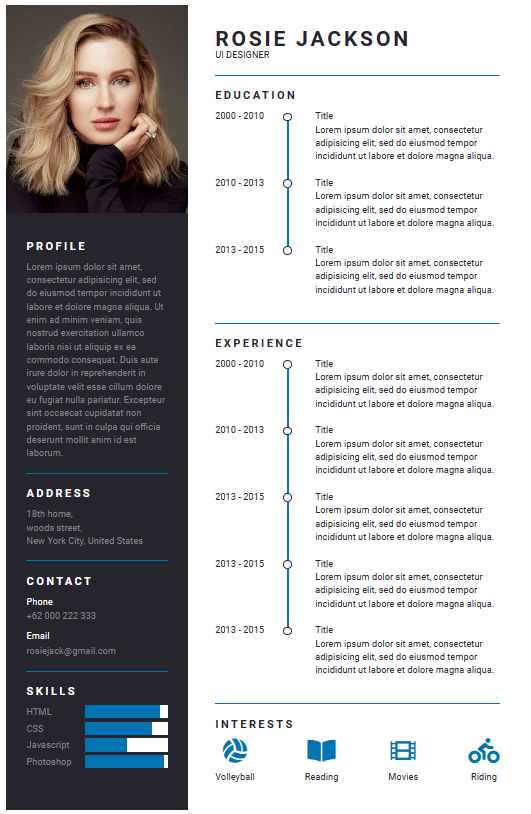 ROSIE JACKSON
UI DESIGNER
EDUCATION
2000 - 2010
Title
Lorem ipsum dolor sit amet, consectetur
adipisicing elit, sed do eiusmod tempor
incididunt ut labore et dolore magna aliqua.
2010 - 2013
Title
Lorem ipsum dolor sit amet, consectetur
adipisicing elit, sed do eiusmod tempor
incididunt ut labore et dolore magna aliqua.
2013 - 2015
Title
Lorem ipsum dolor sit amet, consectetur
adipisicing elit, sed do eiusmod tempor
incididunt ut labore et dolore magna aliqua.
EXPERIENCE
2000 - 2010
Title
Lorem ipsum dolor sit amet, consectetur
adipisicing elit, sed do eiusmod tempor
incididunt ut labore et dolore magna aliqua.
2010 - 2013
Title
Lorem ipsum dolor sit amet, consectetur
adipisicing elit, sed do eiusmod tempor
incididunt ut labore et dolore magna aliqua.
2013 - 2015
Title
Lorem ipsum dolor sit amet, consectetur
adipisicing elit, sed do eiusmod tempor
incididunt ut labore et dolore magna aliqua.
2013 - 2015
Title
Lorem ipsum dolor sit amet, consectetur
adipisicing elit, sed do eiusmod tempor
incididunt ut labore et dolore magna aliqua.
2013 - 2015
Title
Lorem ipsum dolor sit amet, consectetur
adipisicing elit, sed do eiusmod tempor
incididunt ut labore et dolore magna aliqua.
INTERESTS
Volleyball
Reading
Movies
Riding
PROFILE
Lorem ipsum dolor sit amet,
consectetur adipisicing elit, sed
do eiusmod tempor incididunt ut
labore et dolore magna aliqua. Ut
enim ad minim veniam, quis
nostrud exercitation ullamco
laboris nisi ut aliquip ex ea
commodo consequat. Duis aute
irure dolor in reprehenderit in
voluptate velit esse cillum dolore
eu fugiat nulla pariatur. Excepteur
sint occaecat cupidatat non
proident, sunt in culpa qui officia
deserunt mollit anim id est
laborum.
ADDRESS
18th home,
woods street,
New York City, United States
CONTACT
Phone
+62 000 222 333
Email
rosiejack@gmail.com
SKILLS
HTML
CSS
Javascript
Photoshop